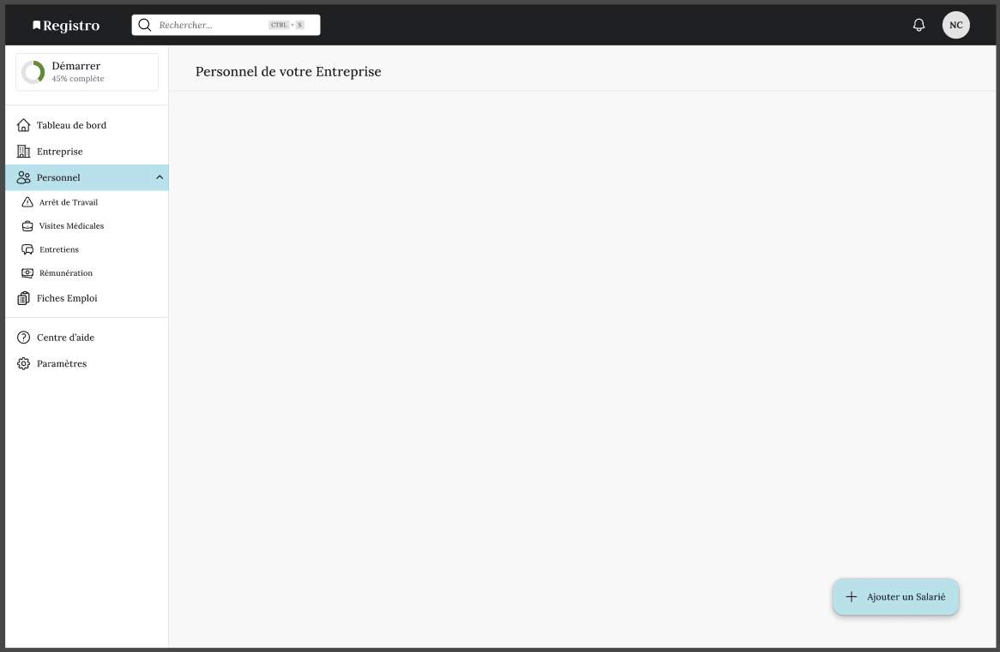 Registro
Rechercher...
CTRL + S
NC
Démarrer
45% complète
Personnel de votre Entreprise
Tableau de bord
Entreprise
Personnel
Arrêt de Travail
Visites Médicales
Entretiens
Rémunération
Fiches Emploi
Centre d'aide
Paramètres
Ajouter un Salarié